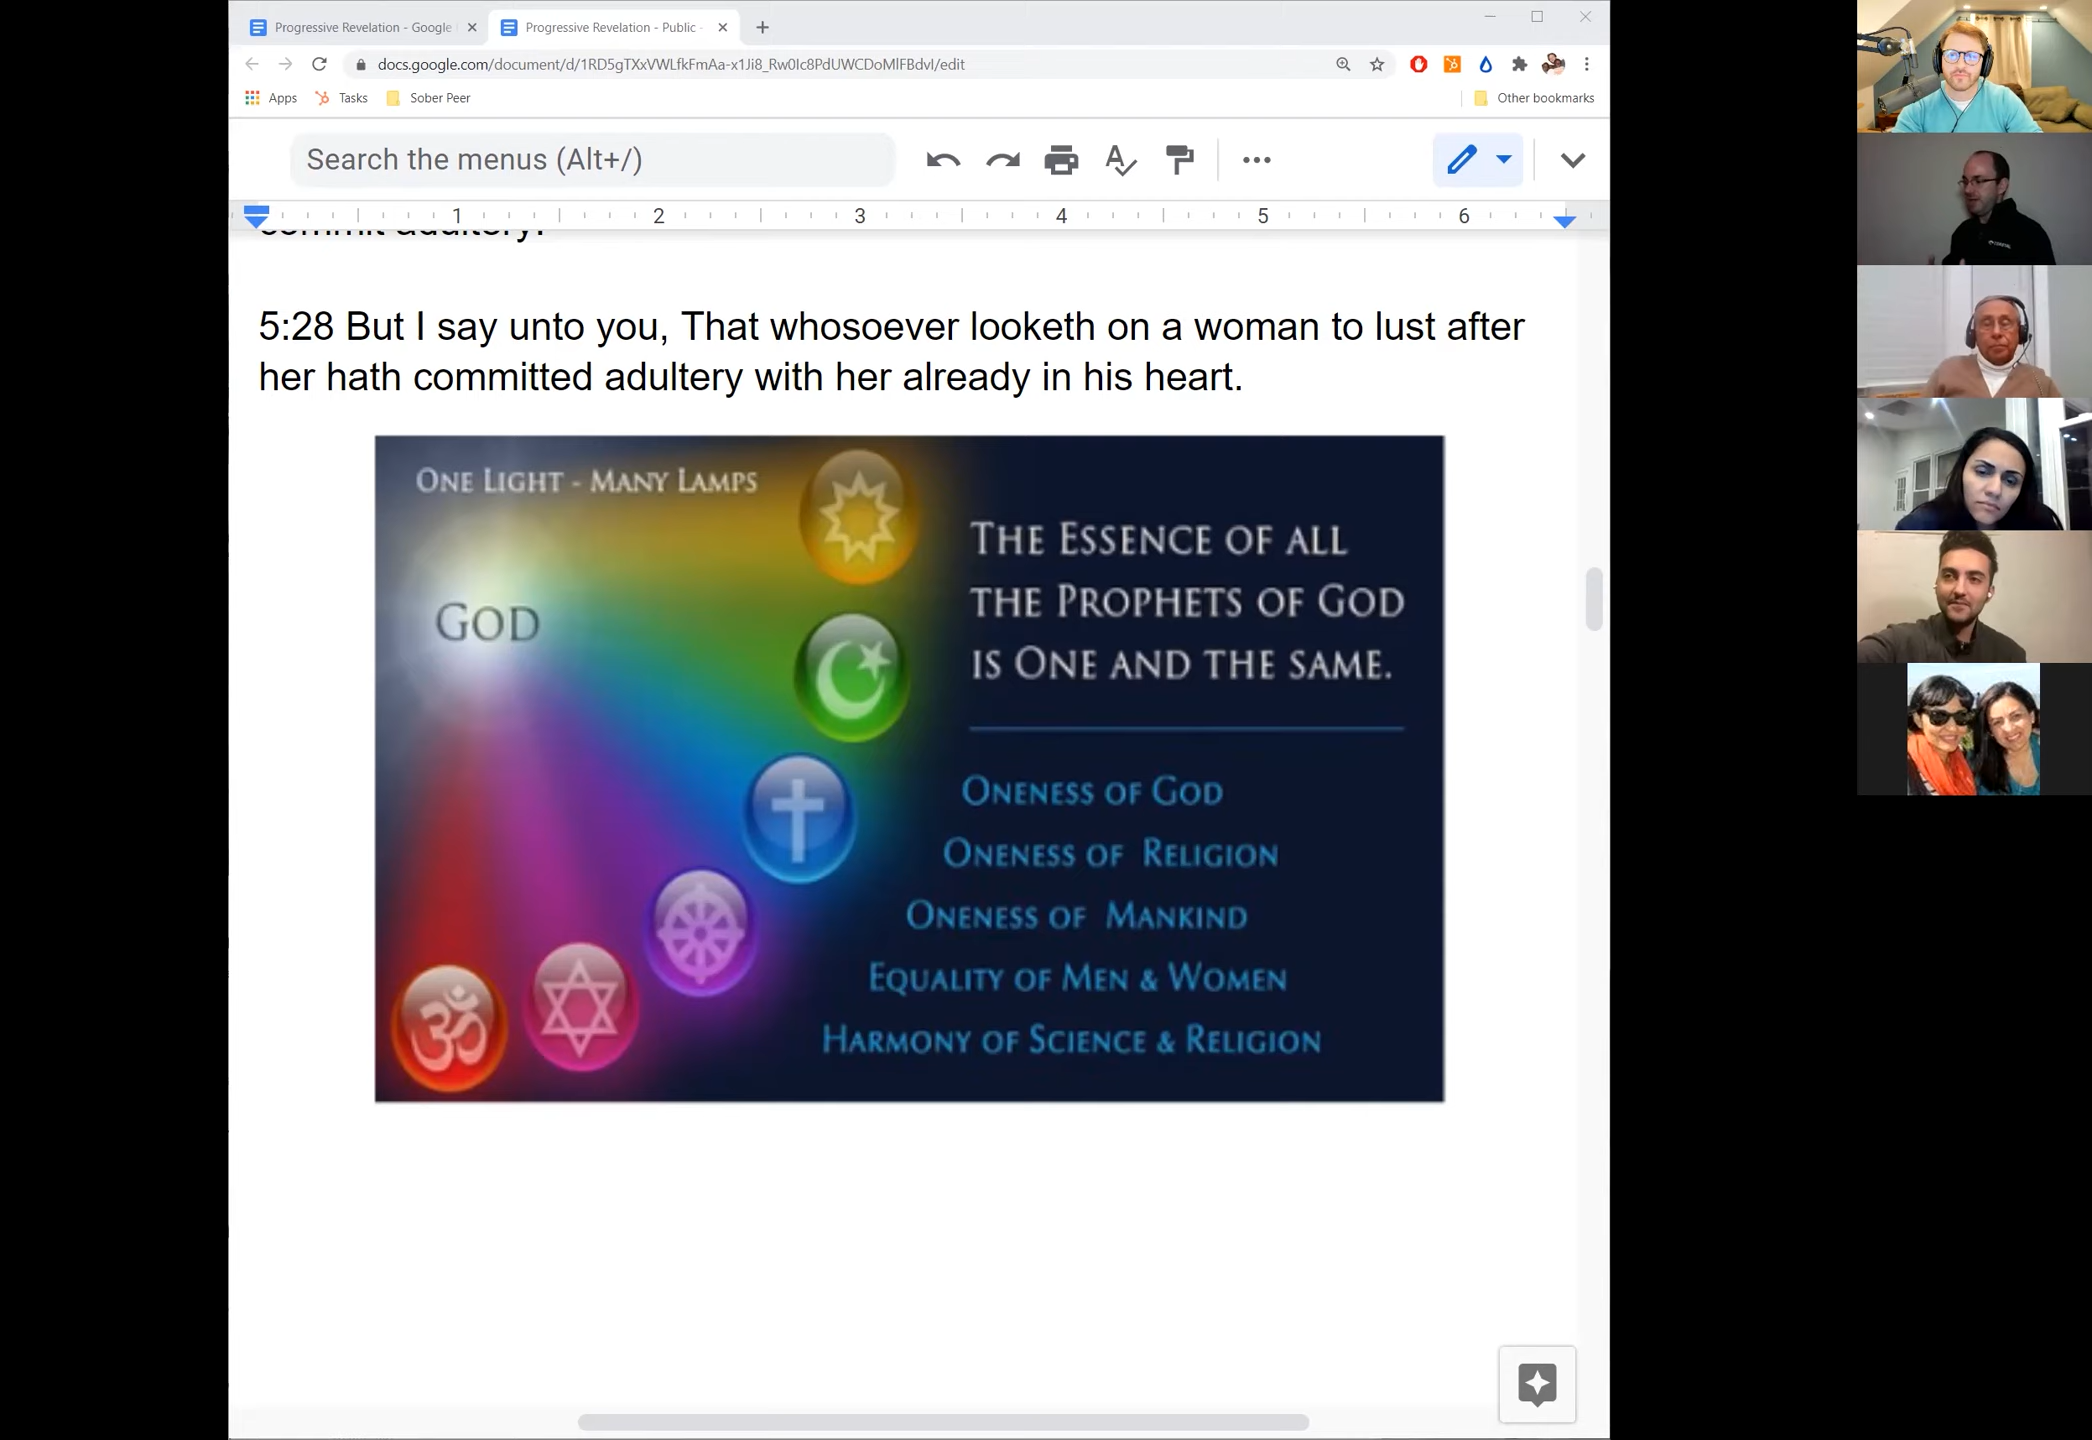 Progressive Revelation - Google
Progressive Revelation - Public -
docs.google.com/document/d/1RD5gTXxVWLfkFmAa-x1Ji8_Rw0Ic8PdUWCDoMlFBdvI/edit
Apps
Tasks
Sober Peer
Other bookmarks
Search the menus (Alt+/)
1 2 3 4 5 6
commit adultery:
5:28 But I say unto you, That whosoever looketh on a woman to lust after
her hath committed adultery with her already in his heart.
ONE LIGHT - MANY LAMPS
GOD
THE ESSENCE OF ALL
THE PROPHETS OF GOD
IS ONE AND THE SAME.
ONENESS OF GOD
ONENESS OF RELIGION
ONENESS OF MANKIND
EQUALITY OF MEN & WOMEN
HARMONY OF SCIENCE & RELIGION